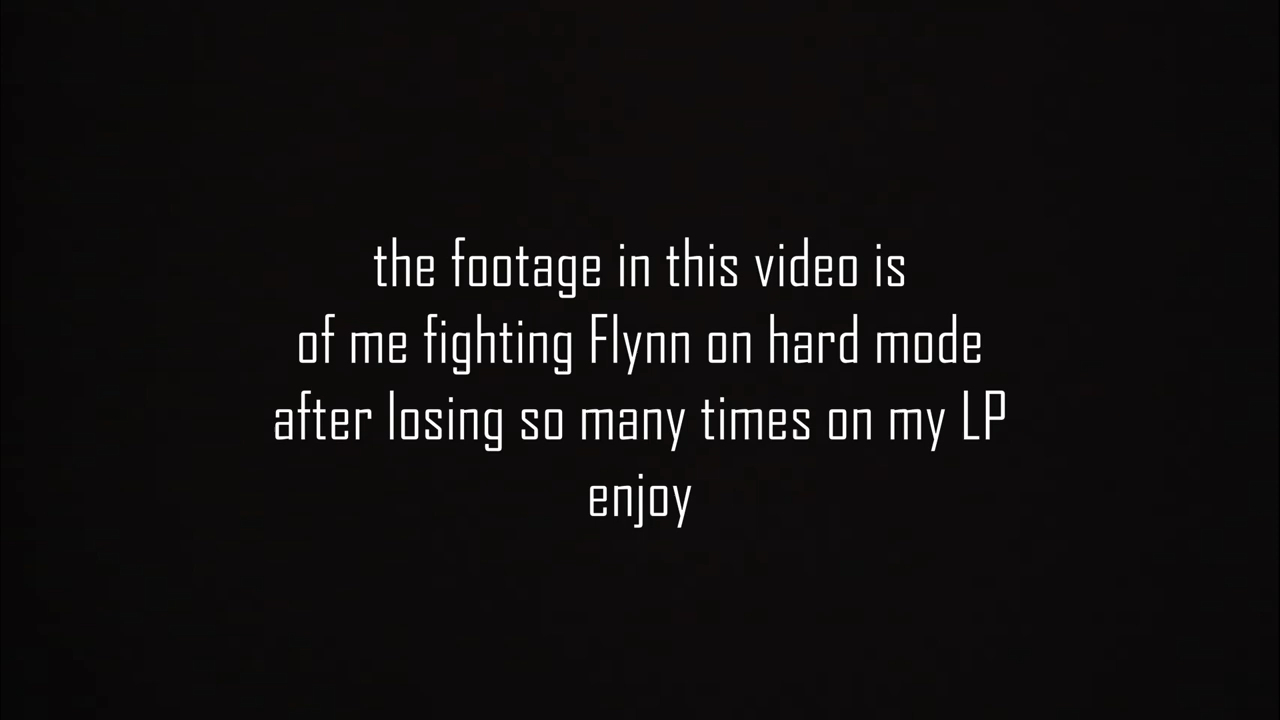 the footage in this video is
of me fighting Flynn on hard mode
after losing so many times on my LP
enjoy